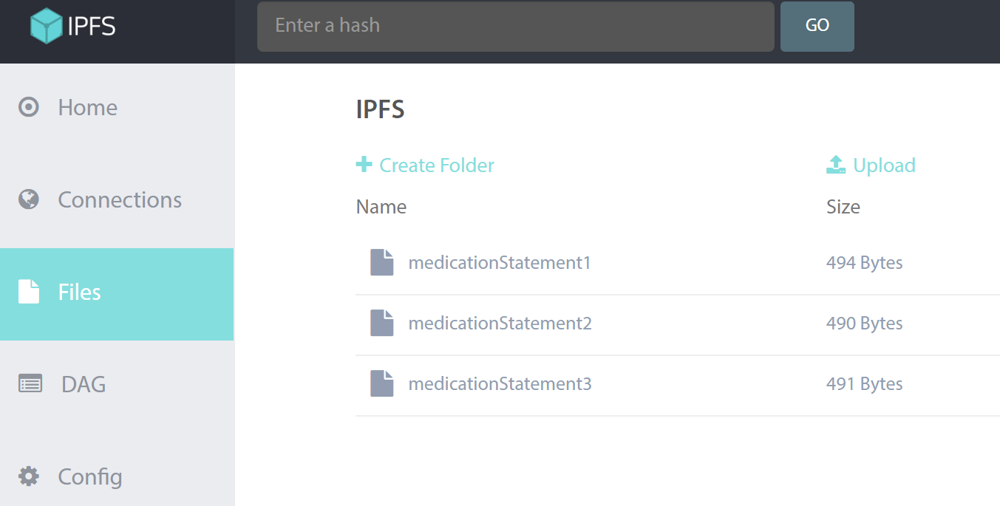 IPFS
Enter a hash
GO
Home
Connections
Files
DAG
Config
IPFS
Create Folder
Upload
Name
Size
medicationStatement1
494 Bytes
medicationStatement2
490 Bytes
medicationStatement3
491 Bytes